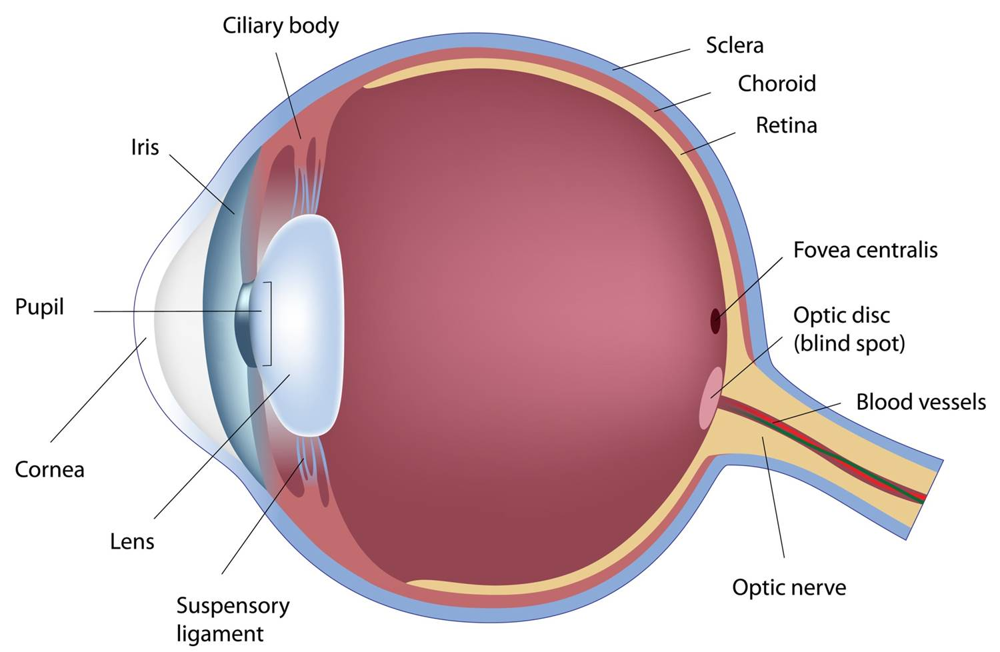 Ciliary body
Sclera
Choroid
Retina
Iris
Fovea centralis
Pupil
Optic disc
(blind spot)
Blood vessels
Cornea
Lens
Optic nerve
Suspensory
ligament